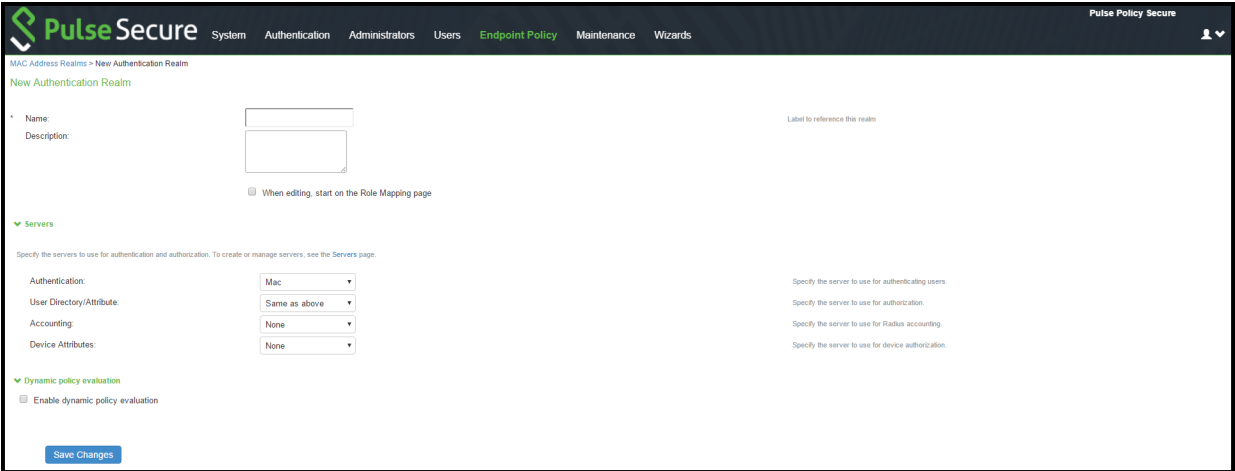 Pulse Policy Secure
Pulse Secure System Authentication Administrators Users Endpoint Policy Maintenance Wizards
MAC Address Realms > New Authentication Realm
New Authentication Realm
* Name: Label to reference this realm
Description:
When editing, start on the Role Mapping page
Servers
Specify the servers to use for authentication and authorization. To create or manage servers, see the Servers page.
Authentication: Mac Specify the server to use for authenticating users.
User Directory/Attribute: Same as above Specify the server to use for authorization.
Accounting: None Specify the server to use for Radius accounting.
Device Attributes: None Specify the server to use for device authorization.
Dynamic policy evaluation
Enable dynamic policy evaluation
Save Changes